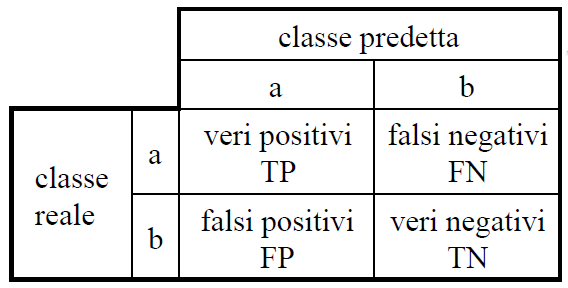 classe predetta
a b
classe
reale
a
veri positivi
TP
falsi negativi
FN
b
falsi positivi
FP
veri negativi
TN